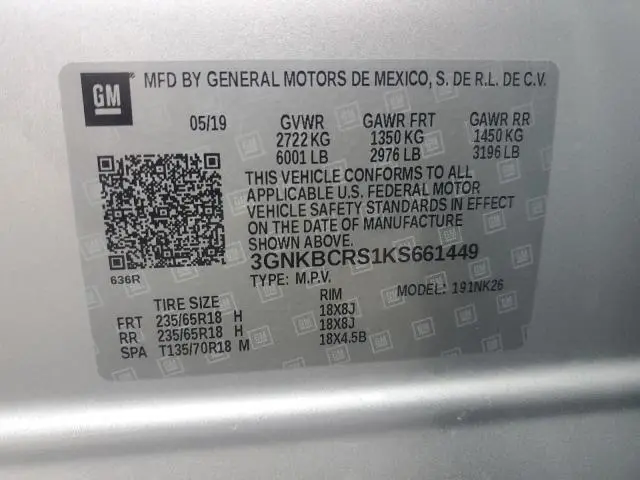 GM MFD BY GENERAL MOTORS DE MEXICO, S. DE R.L. DE C.V.
05/19 GVWR GAWR FRT GAWR RR
2722 KG 1350 KG 1450 KG
6001 LB 2976 LB 3196 LB
THIS VEHICLE CONFORMS TO ALL
APPLICABLE U.S. FEDERAL MOTOR
VEHICLE SAFETY STANDARDS IN EFFECT
ON THE DATE OF MANUFACTURE
SHOWN ABOVE.
3GNKBCRS1KS661449
636R TYPE: M.P.V. MODEL: 191NK26
TIRE SIZE RIM
FRT 235/65R18 H 18X8J
RR 235/65R18 H 18X8J
SPA T135/70R18 M 18X4.5B